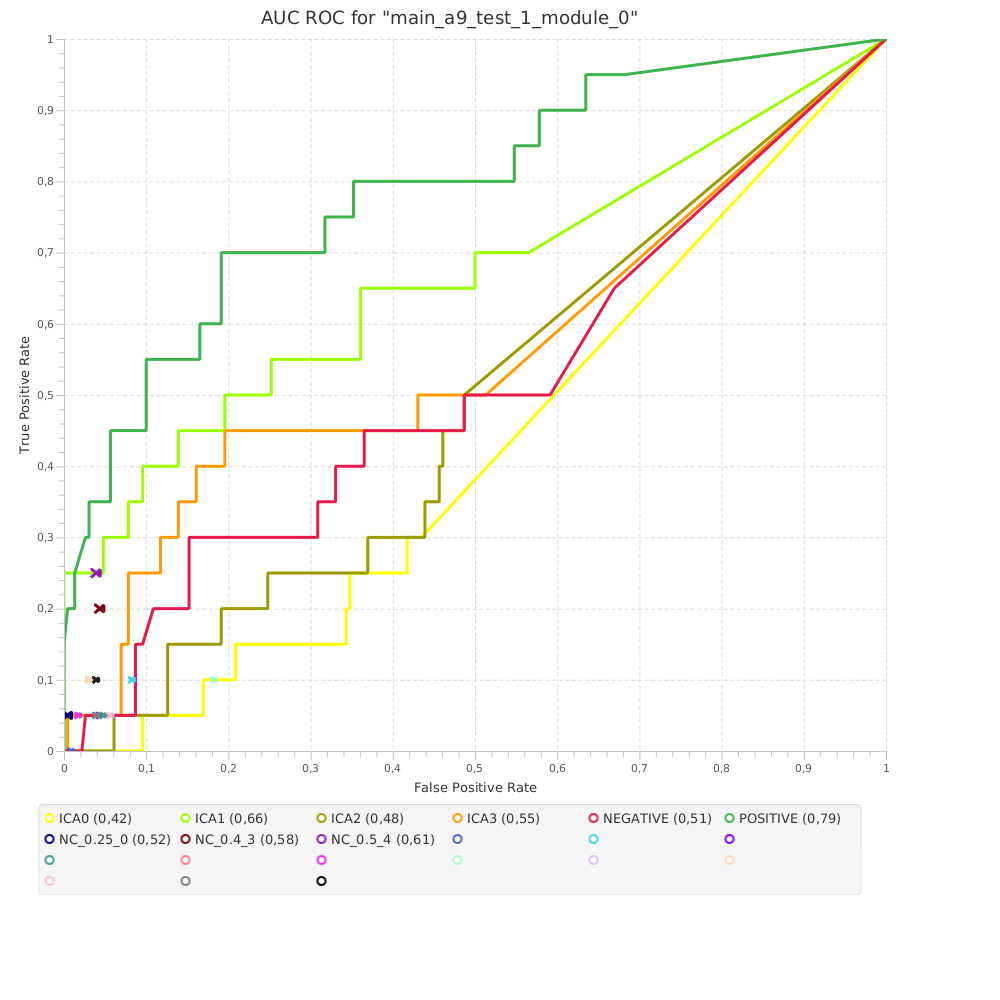 AUC ROC for "main_a9_test_1_module_0"
1
0,9
0,8
0,7
0,6
0,5
0,4
0,3
0,2
0,1
0
True Positive Rate
0 0,1 0,2 0,3 0,4 0,5 0,6 0,7 0,8 0,9 1
False Positive Rate
ICA0 (0,42) ICA1 (0,66) ICA2 (0,48) ICA3 (0,55) NEGATIVE (0,51) POSITIVE (0,79)
NC_0.25_0 (0,52) NC_0.4_3 (0,58) NC_0.5_4 (0,61)